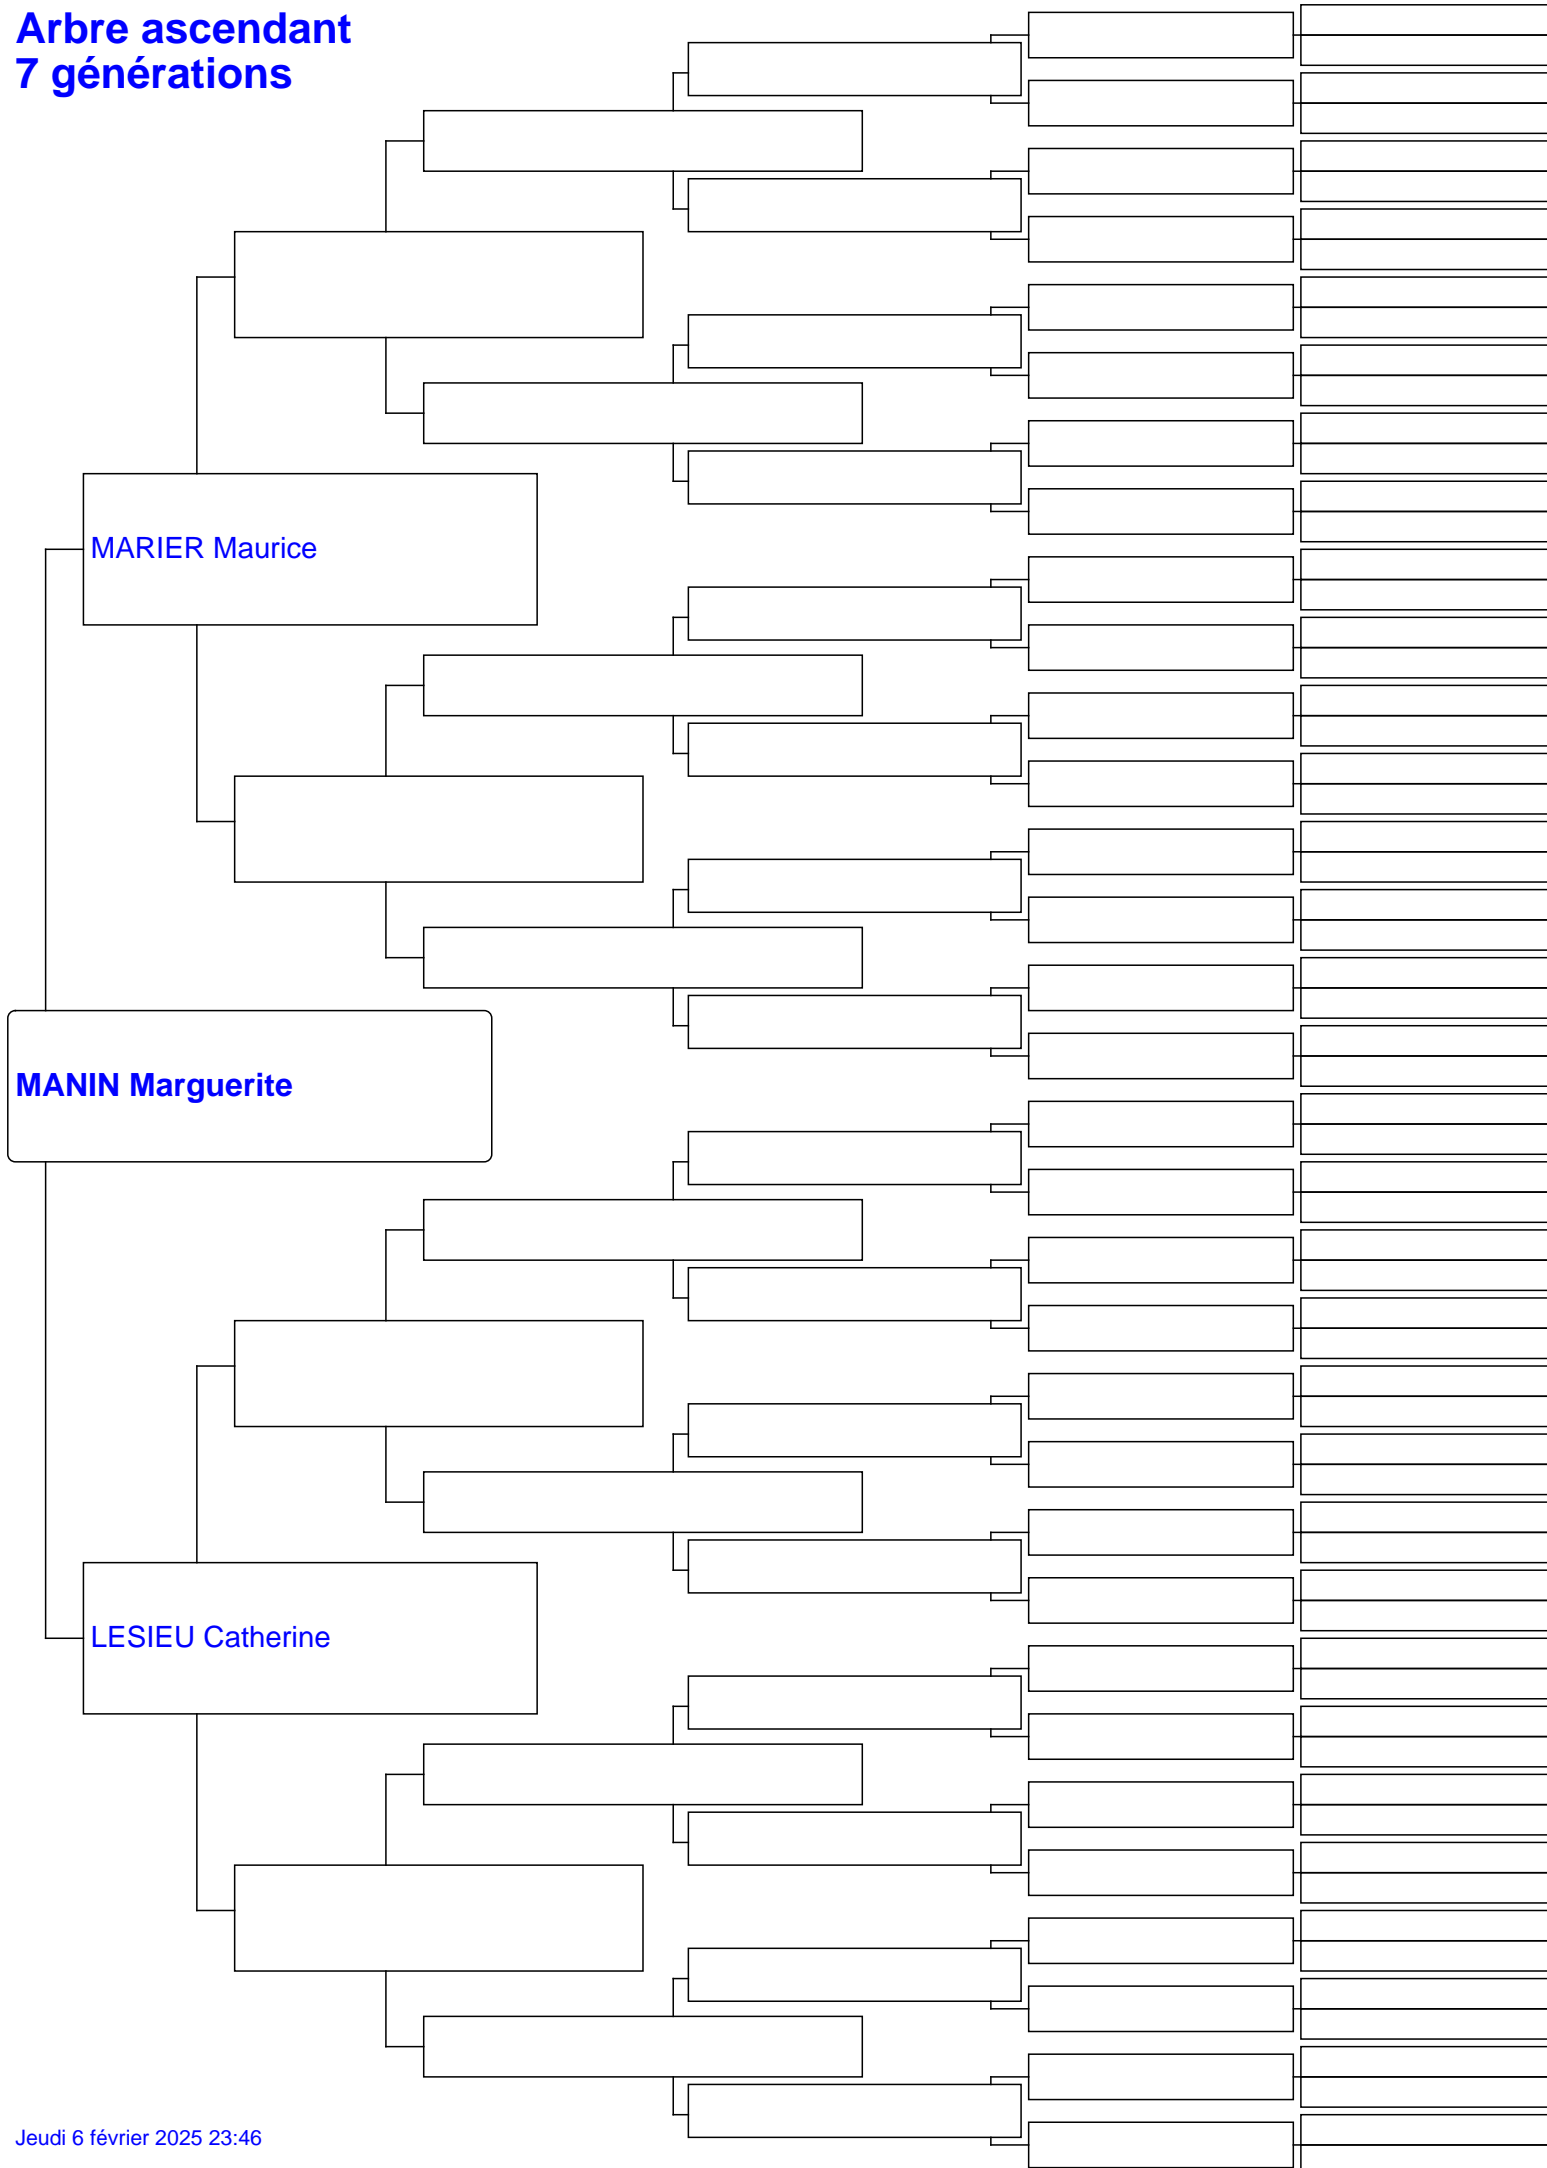 Arbre ascendant
7 générations
MARIER Maurice
MANIN Marguerite
LESIEU Catherine
Jeudi 6 février 2025 23:46